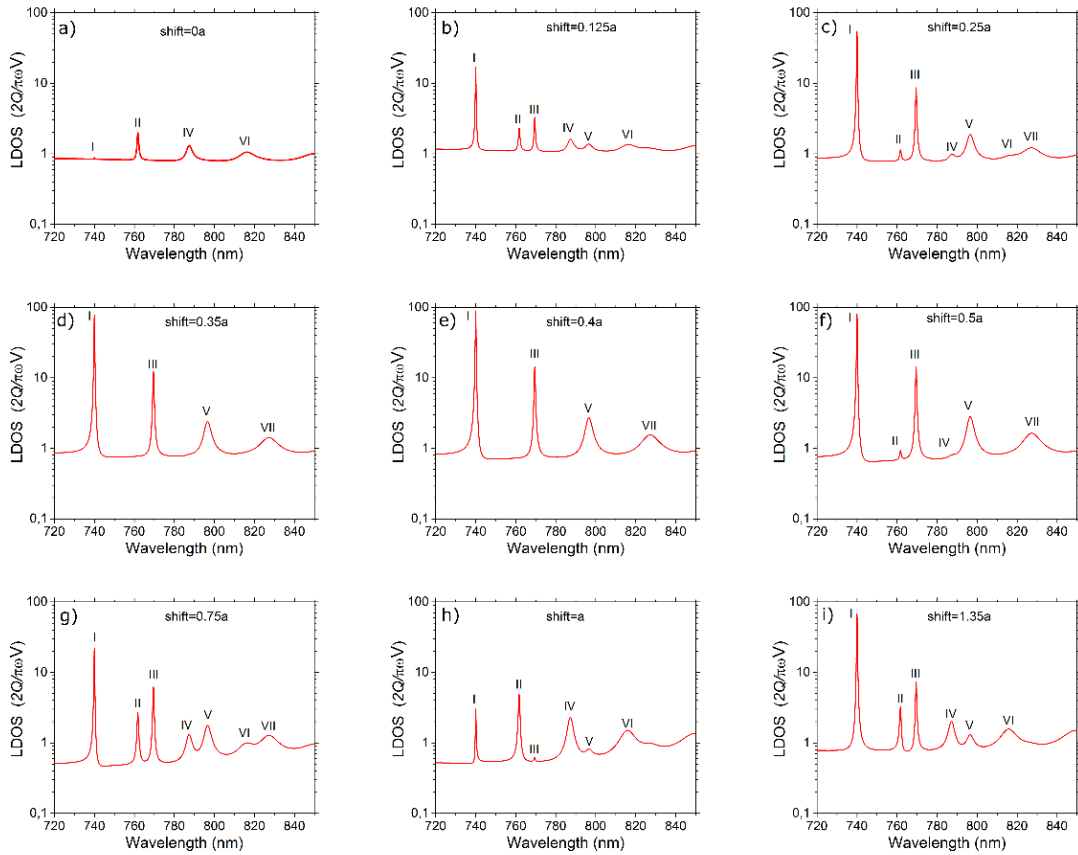 a)
shift=0a
100
10
1
0,1
I
II
IV
VI
720 740 760 780 800 820 840
Wavelength (nm)
LDOS (2Q/πωV)
b)
shift=0.125a
100
10
1
0,1
I
II
III
IV
V
VI
720 740 760 780 800 820 840
Wavelength (nm)
LDOS (2Q/πωV)
c)
shift=0.25a
100
10
1
0,1
I
II
III
IV
V
VI
VII
720 740 760 780 800 820 840
Wavelength (nm)
LDOS (2Q/πωV)
d)
shift=0.35a
100
10
1
0,1
I
III
V
VII
720 740 760 780 800 820 840
Wavelength (nm)
LDOS (2Q/πωV)
e)
shift=0.4a
100
10
1
0,1
I
III
V
VII
720 740 760 780 800 820 840
Wavelength (nm)
LDOS (2Q/πωV)
f)
shift=0.5a
100
10
1
0,1
I
II
III
IV
V
VII
720 740 760 780 800 820 840
Wavelength (nm)
LDOS (2Q/πωV)
g)
shift=0.75a
100
10
1
0,1
I
II
III
IV
V
VI
VII
720 740 760 780 800 820 840
Wavelength (nm)
LDOS (2Q/πωV)
h)
shift=a
100
10
1
0,1
I
II
III
IV
V
VI
720 740 760 780 800 820 840
Wavelength (nm)
LDOS (2Q/πωV)
i)
shift=1.35a
100
10
1
0,1
I
II
III
IV
V
VI
720 740 760 780 800 820 840
Wavelength (nm)
LDOS (2Q/πωV)